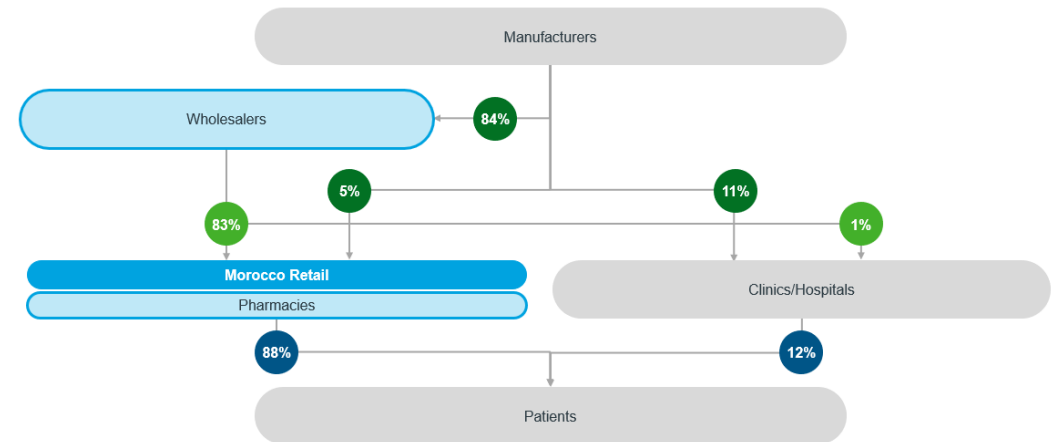 Manufacturers
Wholesalers
84%
5%
11%
83%
1%
Morocco Retail
Pharmacies
Clinics/Hospitals
88%
12%
Patients